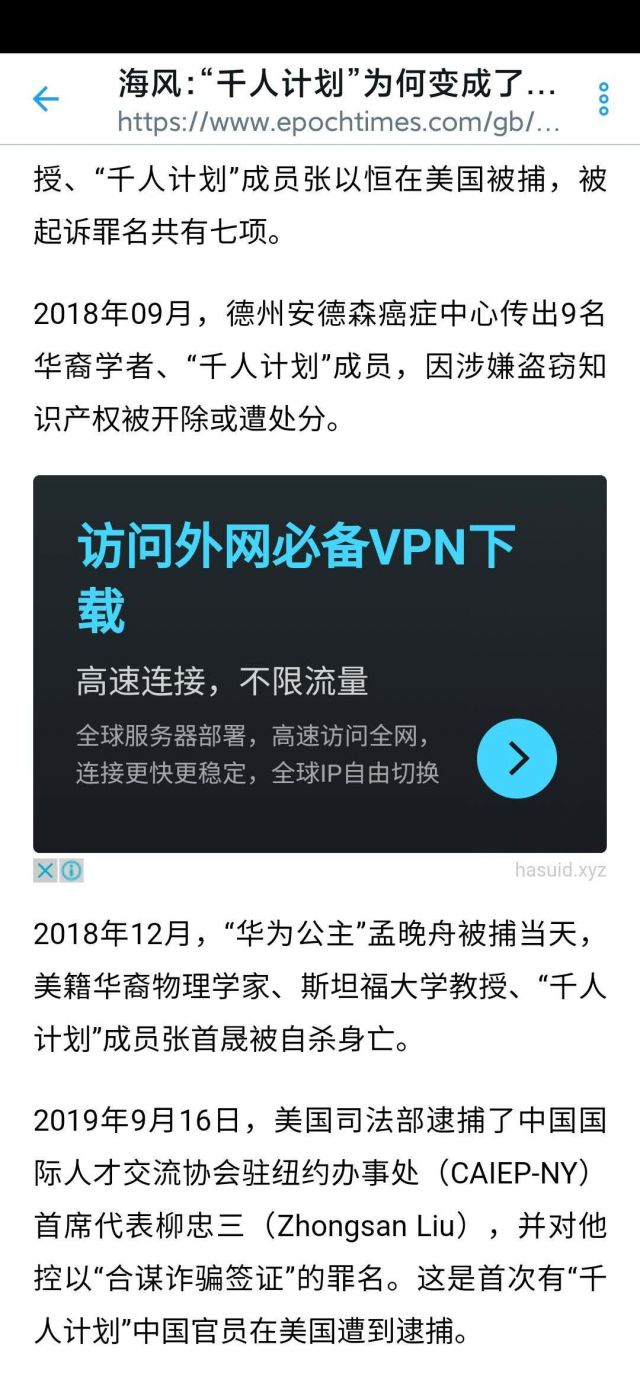 海风：“千人计划”为何变成了...
https://www.epochtimes.com/gb/...
授、“千人计划”成员张以恒在美国被捕，被
起诉罪名共有七项。
2018年09月，德州安德森癌症中心传出9名
华裔学者、“千人计划”成员，因涉嫌盗窃知
识产权被开除或遭处分。
访问外网必备VPN下
载
高速连接，不限流量
全球服务器部署，高速访问全网，
连接更快更稳定，全球IP自由切换
hasuid.xyz
2018年12月，“华为公主”孟晚舟被捕当天，
美籍华裔物理学家、斯坦福大学教授、“千人
计划”成员张首晟被自杀身亡。
2019年9月16日，美国司法部逮捕了中国国
际人才交流协会驻纽约办事处（CAIEP-NY）
首席代表柳忠三（Zhongsan Liu），并对他
控以“合谋诈骗签证”的罪名。这是首次有“千
人计划”中国官员在美国遭到逮捕。